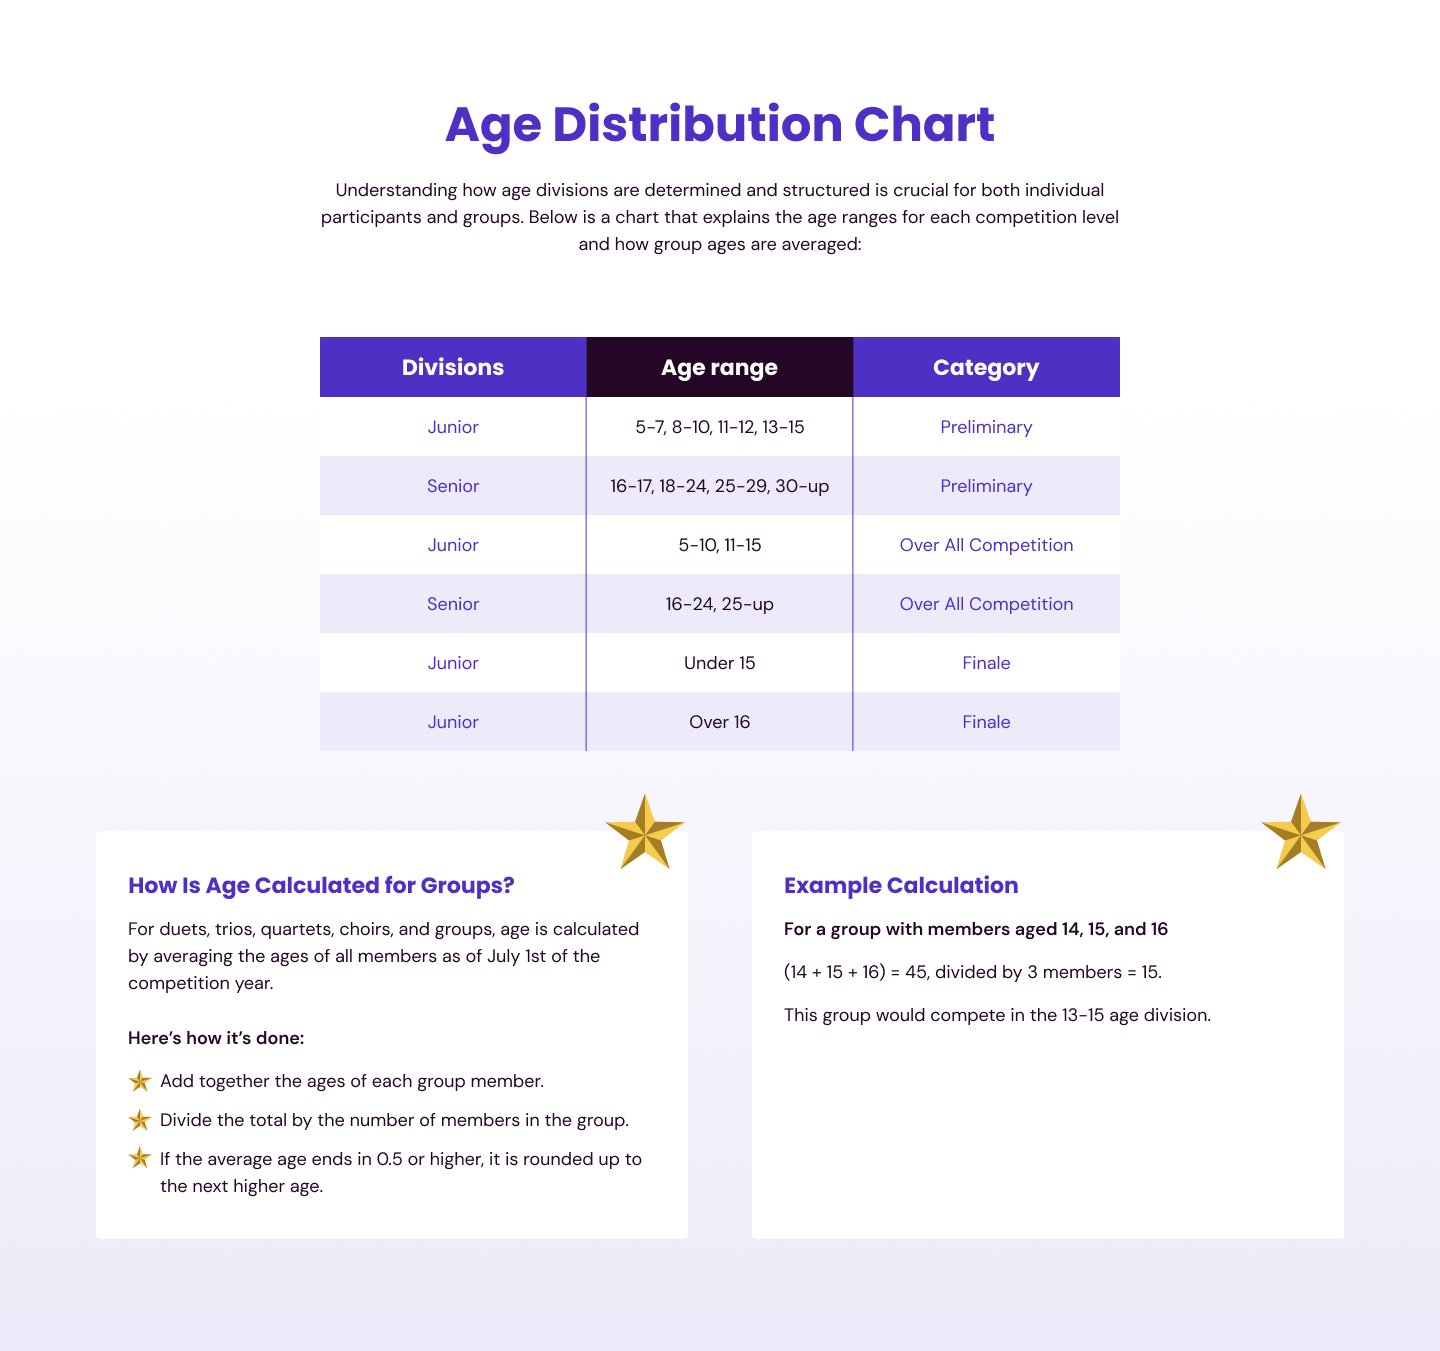 Age Distribution Chart
Understanding how age divisions are determined and structured is crucial for both individual
participants and groups. Below is a chart that explains the age ranges for each competition level
and how group ages are averaged:
Divisions Age range Category
Junior 5-7, 8-10, 11-12, 13-15 Preliminary
Senior 16-17, 18-24, 25-29, 30-up Preliminary
Junior 5-10, 11-15 Over All Competition
Senior 16-24, 25-up Over All Competition
Junior Under 15 Finale
Junior Over 16 Finale
How Is Age Calculated for Groups?
For duets, trios, quartets, choirs, and groups, age is calculated
by averaging the ages of all members as of July 1st of the
competition year.
Here’s how it’s done:
Add together the ages of each group member.
Divide the total by the number of members in the group.
If the average age ends in 0.5 or higher, it is rounded up to
the next higher age.
Example Calculation
For a group with members aged 14, 15, and 16
(14 + 15 + 16) = 45, divided by 3 members = 15.
This group would compete in the 13-15 age division.